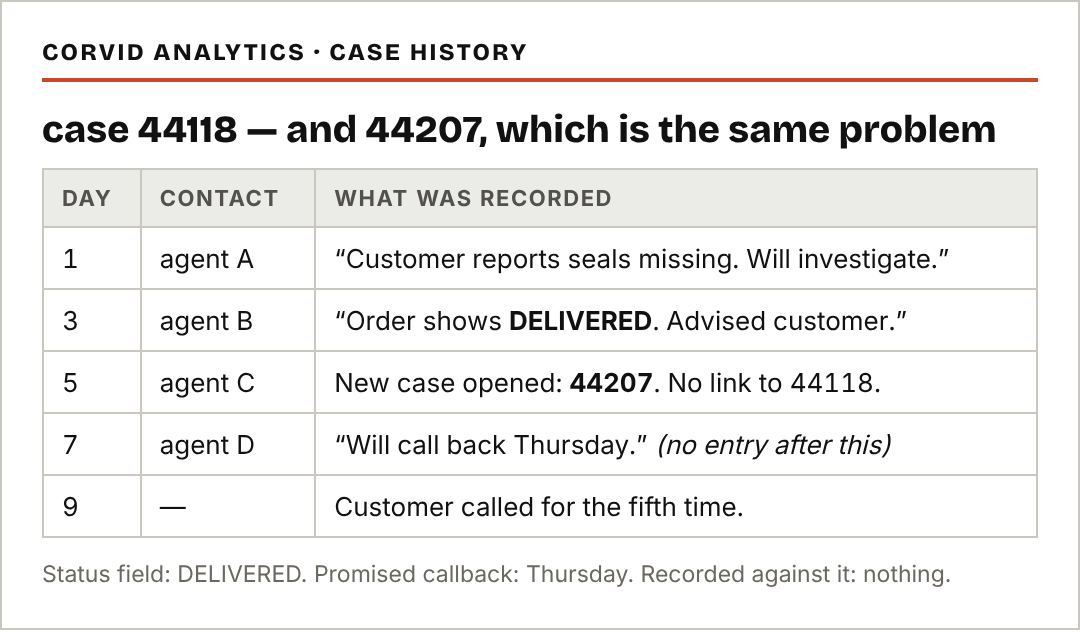 CORVID ANALYTICS · CASE HISTORY
case 44118 — and 44207, which is the same problem
DAY CONTACT WHAT WAS RECORDED
1 agent A “Customer reports seals missing. Will investigate.”
3 agent B “Order shows DELIVERED. Advised customer.”
5 agent C New case opened: 44207. No link to 44118.
7 agent D “Will call back Thursday.” (no entry after this)
9 — Customer called for the fifth time.
Status field: DELIVERED. Promised callback: Thursday. Recorded against it: nothing.